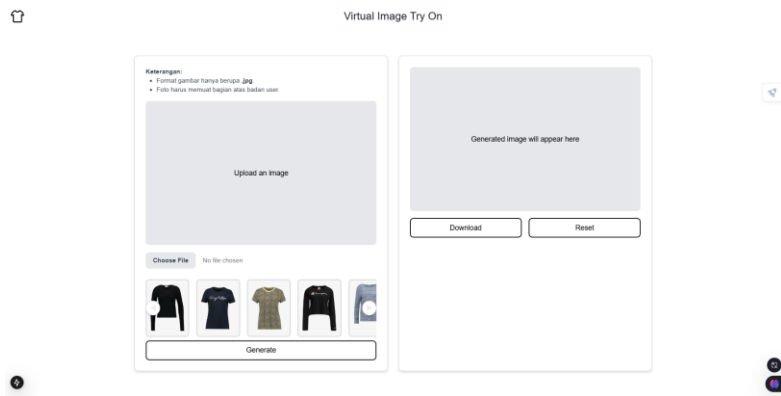 Virtual Image Try On
Keterangan:
Format gambar hanya berupa .jpg.
Foto harus memuat bagian atas badan user.
Upload an image
Choose File No file chosen
Generate
Generated image will appear here
Download
Reset